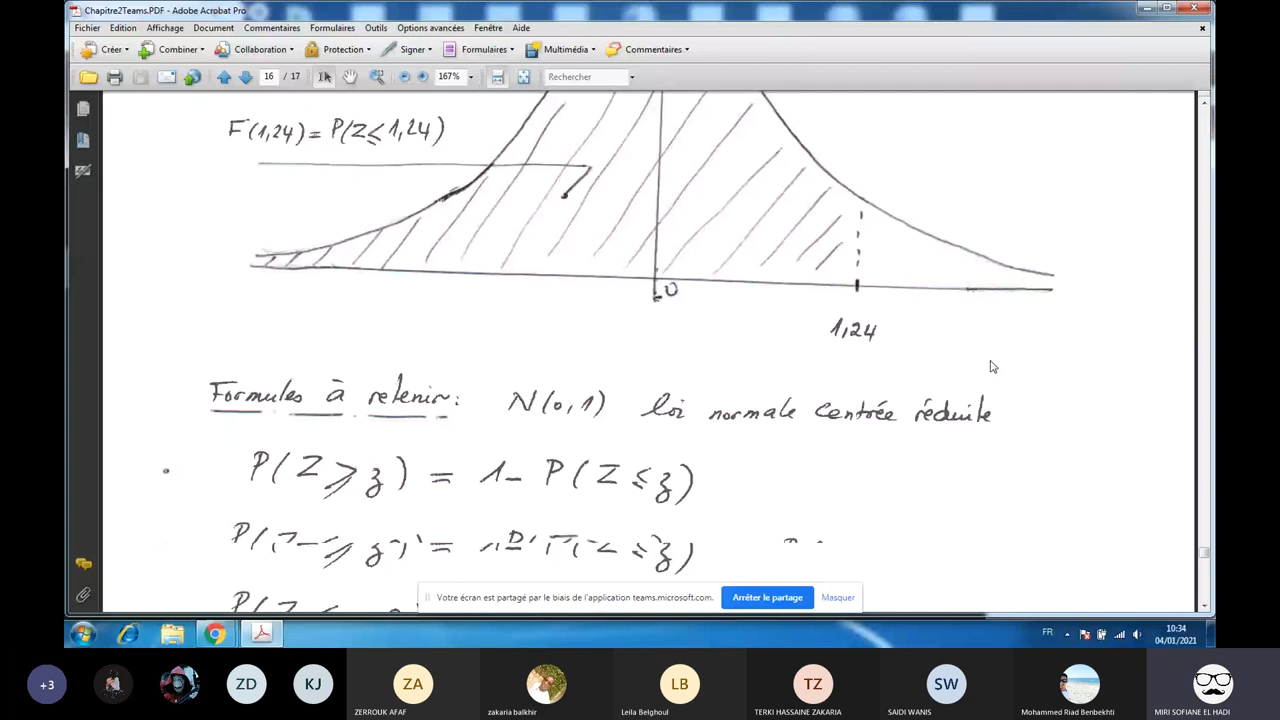 Chapitre2Teams.PDF - Adobe Acrobat Pro
Fichier Edition Affichage Document Commentaires Formulaires Outils Options avancées Fenêtre Aide
Créer Combiner Collaboration Protection Signer Formulaires Multimédia Commentaires
16 / 17 167% Rechercher
F(1,24) = P(Z ≤ 1,24)
0
1,24
Formules à retenir : N(0,1) loi normale centrée réduite
P(Z ≥ z) = 1 - P(Z ≤ z)
Votre écran est partagé par le biais de l'application teams.microsoft.com. Arrêter le partage Masquer
FR 10:34
04/01/2021
+3 ZD KJ ZA LB TZ SW
ZERROUK AFAF zakaria balkhir Leila Belghoul TERKI HASSAINE ZAKARIA SAIDI WANIS Mohammed Riad Benbekhti MIRI SOFIANE EL HADI